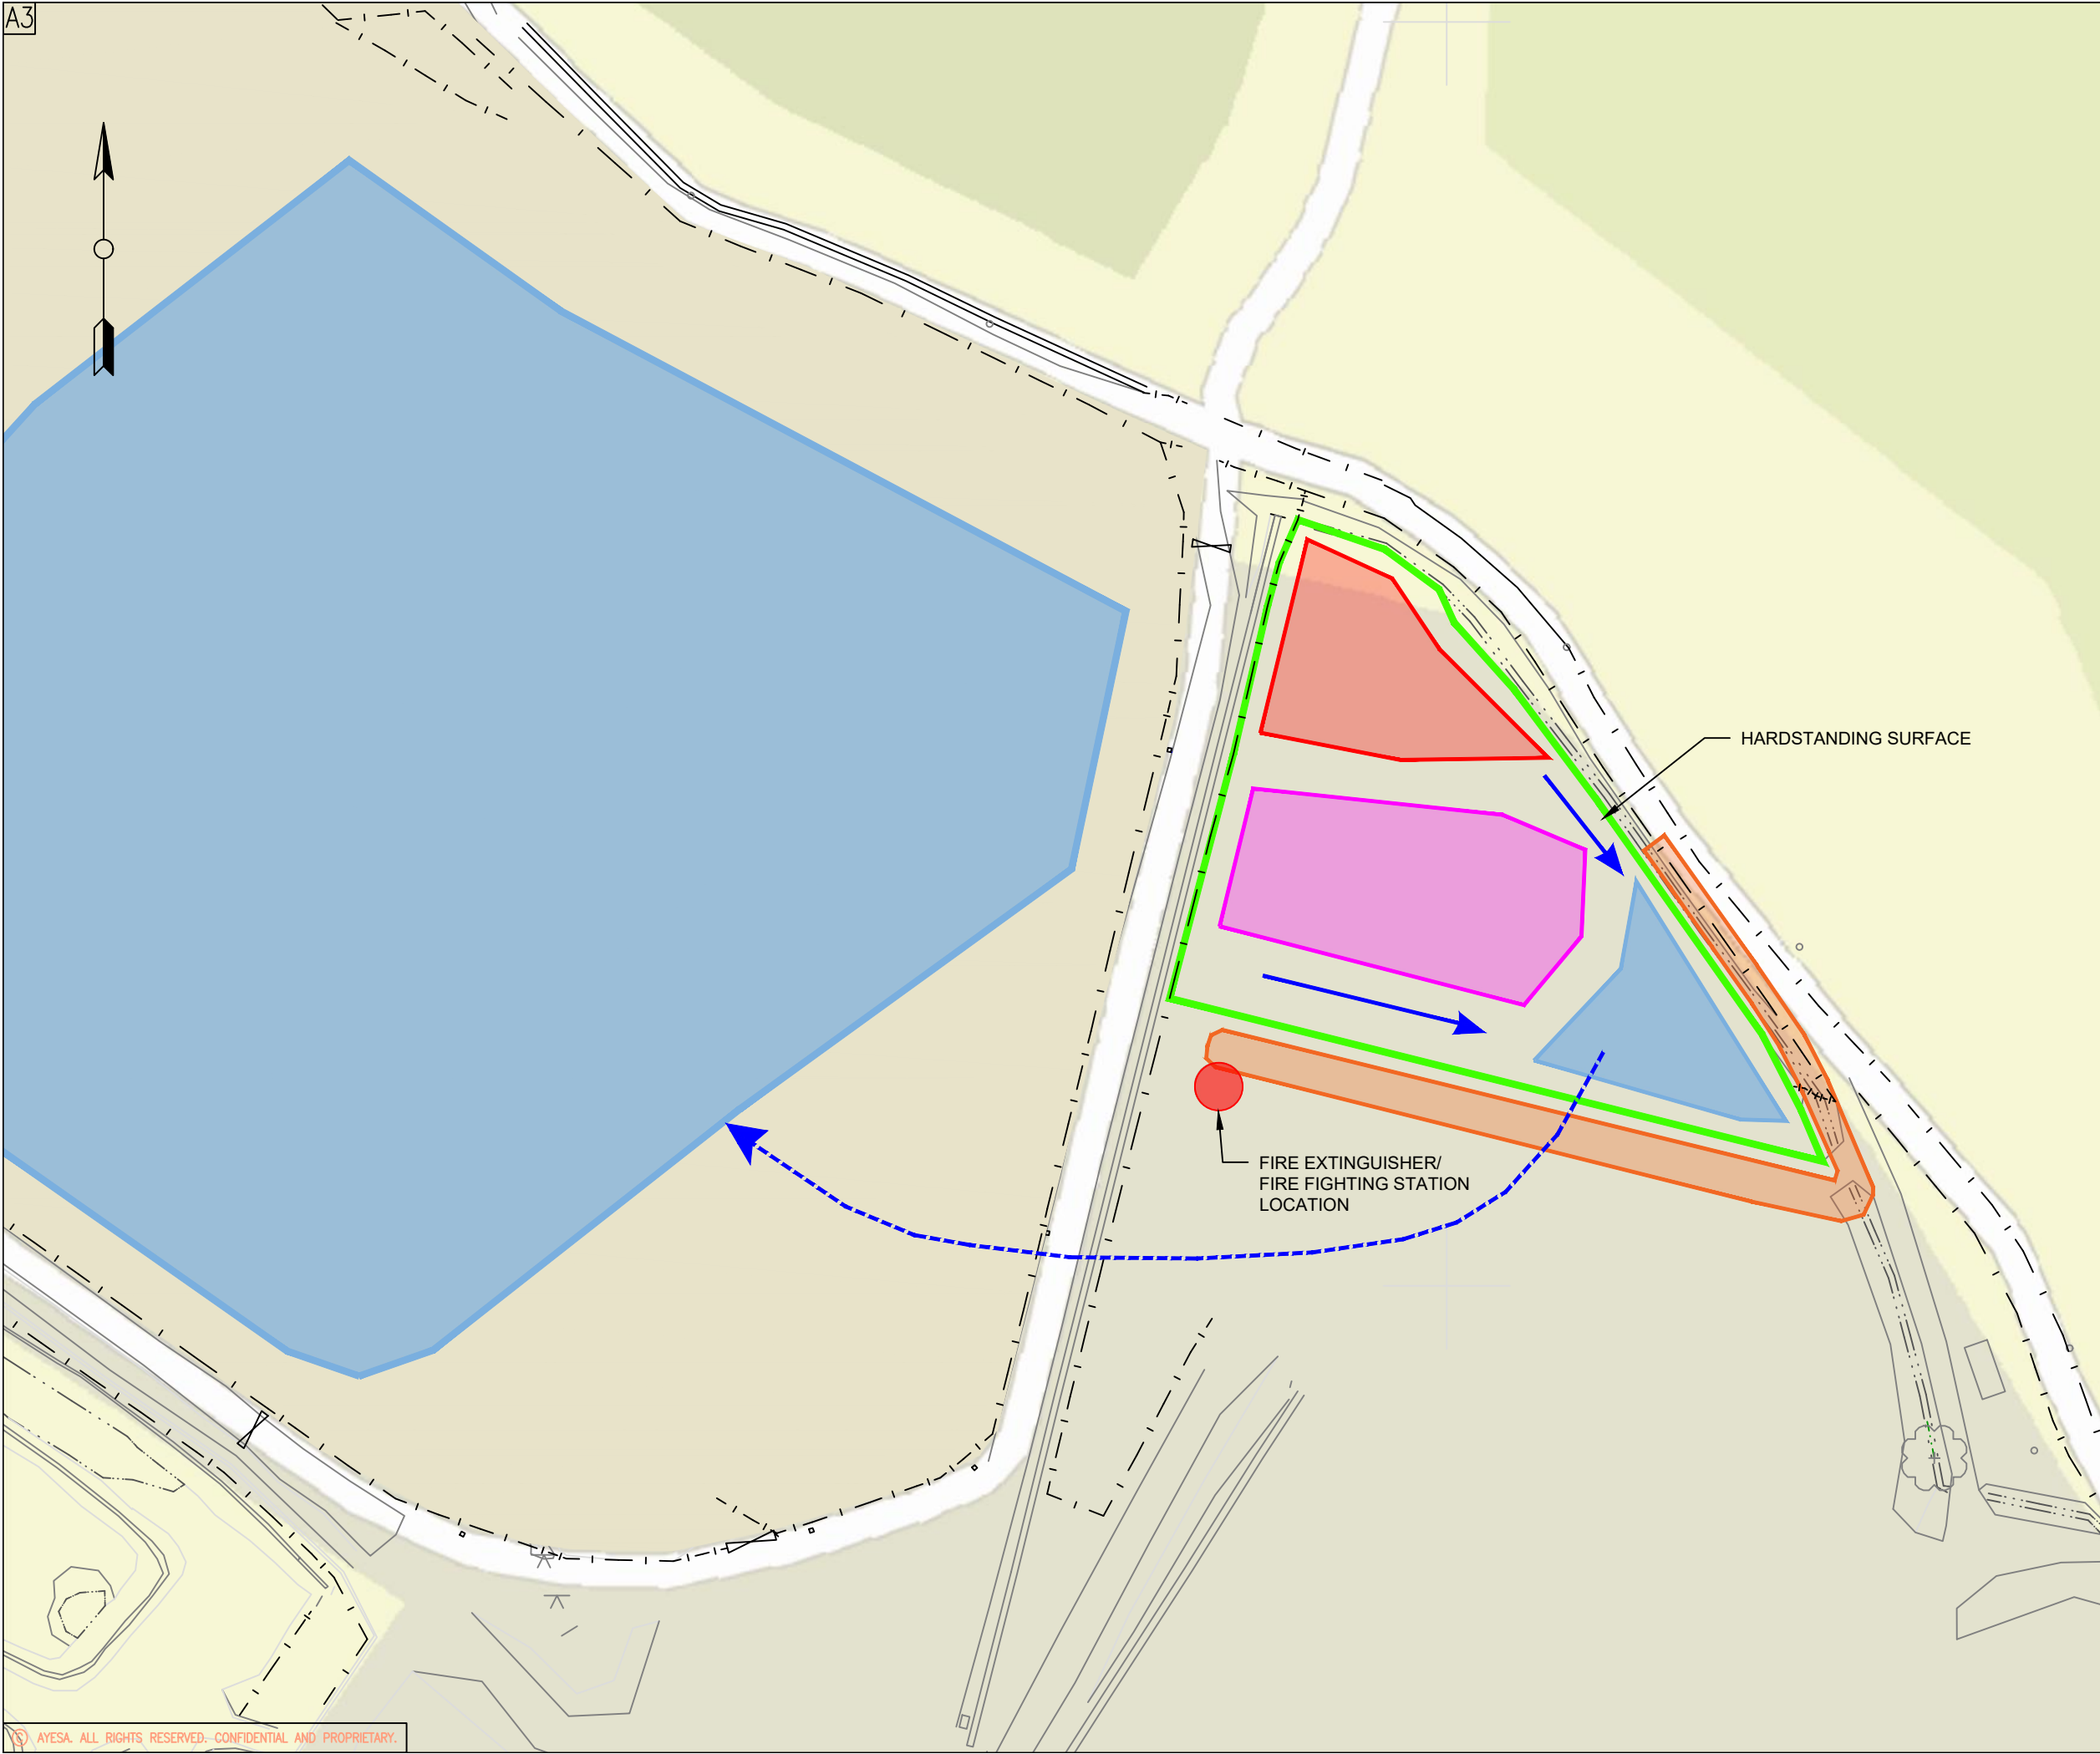 A3
HARDSTANDING SURFACE
FIRE EXTINGUISHER/
FIRE FIGHTING STATION
LOCATION
© AYESA. ALL RIGHTS RESERVED. CONFIDENTIAL AND PROPRIETARY.